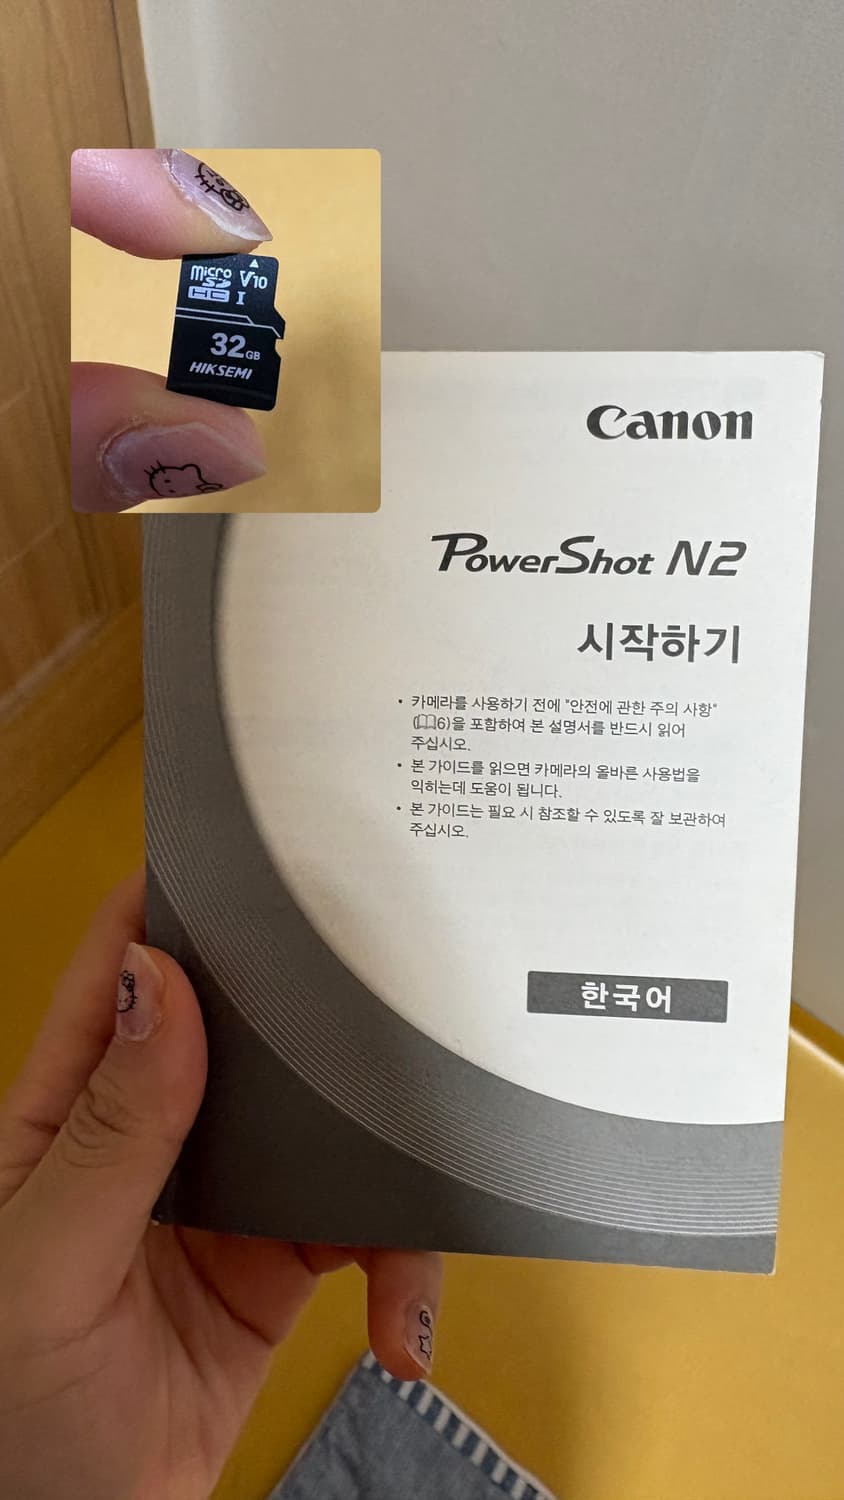 micro
SD
HC I
V10
32GB
HIKSEMI
Canon
PowerShot N2
시작하기
• 카메라를 사용하기 전에 "안전에 관한 주의 사항"
(📖6)을 포함하여 본 설명서를 반드시 읽어
주십시오.
• 본 가이드를 읽으면 카메라의 올바른 사용법을
익히는데 도움이 됩니다.
• 본 가이드는 필요 시 참조할 수 있도록 잘 보관하여
주십시오.
한국어